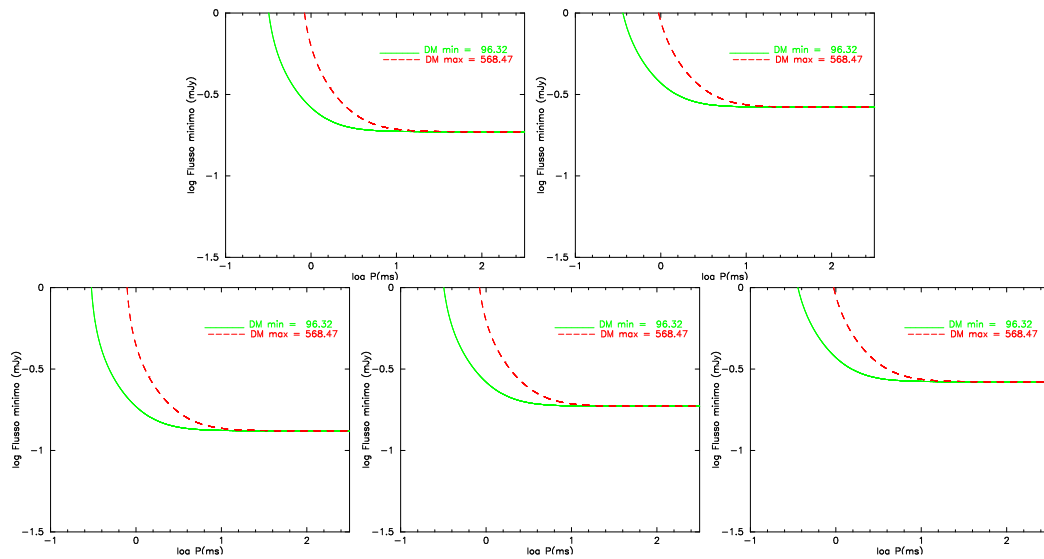 0
-0.5
-1
-1.5
log Flusso minimo (mJy)
DM min = 96.32
DM max = 568.47
-1
0
1
2
log P(ms)
0
-0.5
-1
-1.5
log Flusso minimo (mJy)
DM min = 96.32
DM max = 568.47
-1
0
1
2
log P(ms)
0
-0.5
-1
-1.5
log Flusso minimo (mJy)
DM min = 96.32
DM max = 568.47
-1
0
1
2
log P(ms)
0
-0.5
-1
-1.5
log Flusso minimo (mJy)
DM min = 96.32
DM max = 568.47
-1
0
1
2
log P(ms)
0
-0.5
-1
-1.5
log Flusso minimo (mJy)
DM min = 96.32
DM max = 568.47
-1
0
1
2
log P(ms)